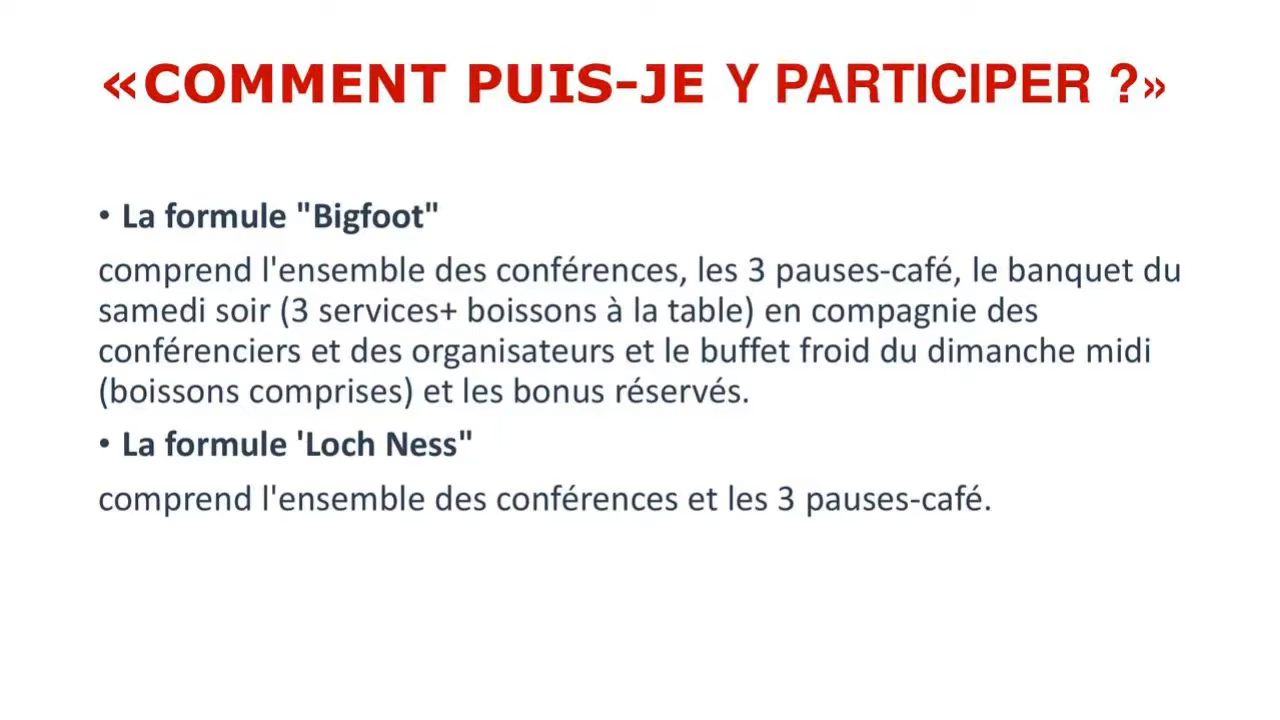 «COMMENT PUIS-JE Y PARTICIPER ?»
• La formule "Bigfoot"
comprend l'ensemble des conférences, les 3 pauses-café, le banquet du
samedi soir (3 services+ boissons à la table) en compagnie des
conférenciers et des organisateurs et le buffet froid du dimanche midi
(boissons comprises) et les bonus réservés.
• La formule 'Loch Ness"
comprend l'ensemble des conférences et les 3 pauses-café.